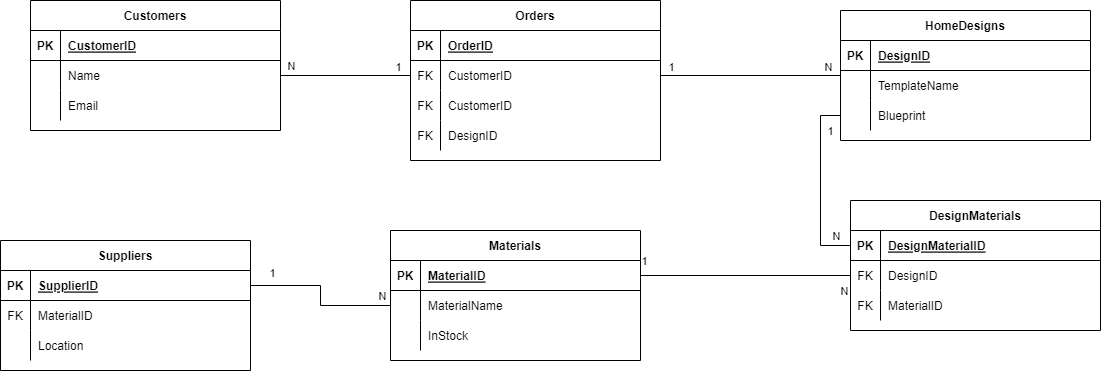 Customers
PK CustomerID
Name
Email
N 1
Orders
PK OrderID
FK CustomerID
FK CustomerID
FK DesignID
1 N
HomeDesigns
PK DesignID
TemplateName
Blueprint
1
N
Suppliers
PK SupplierID
FK MaterialID
Location
1
N
Materials
PK MaterialID
MaterialName
InStock
1
N
DesignMaterials
PK DesignMaterialID
FK DesignID
FK MaterialID